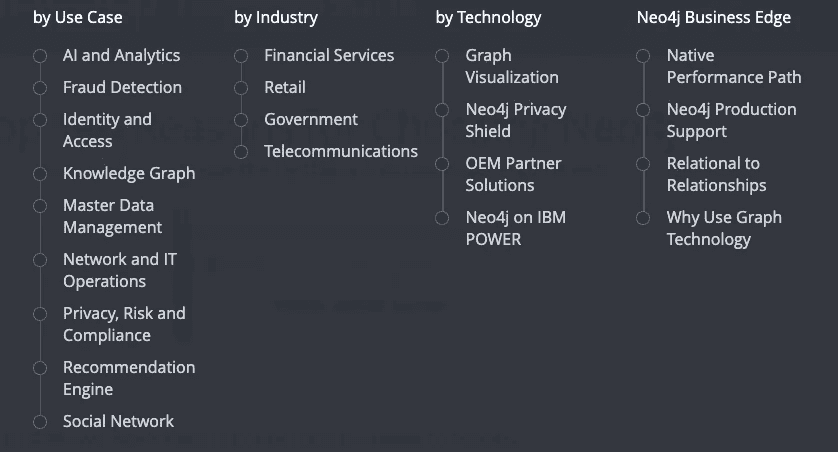 by Use Case
AI and Analytics
Fraud Detection
Identity and
Access
Knowledge Graph
Master Data
Management
Network and IT
Operations
Privacy, Risk and
Compliance
Recommendation
Engine
Social Network
by Industry
Financial Services
Retail
Government
Telecommunications
by Technology
Graph
Visualization
Neo4j Privacy
Shield
OEM Partner
Solutions
Neo4j on IBM
POWER
Neo4j Business Edge
Native
Performance Path
Neo4j Production
Support
Relational to
Relationships
Why Use Graph
Technology